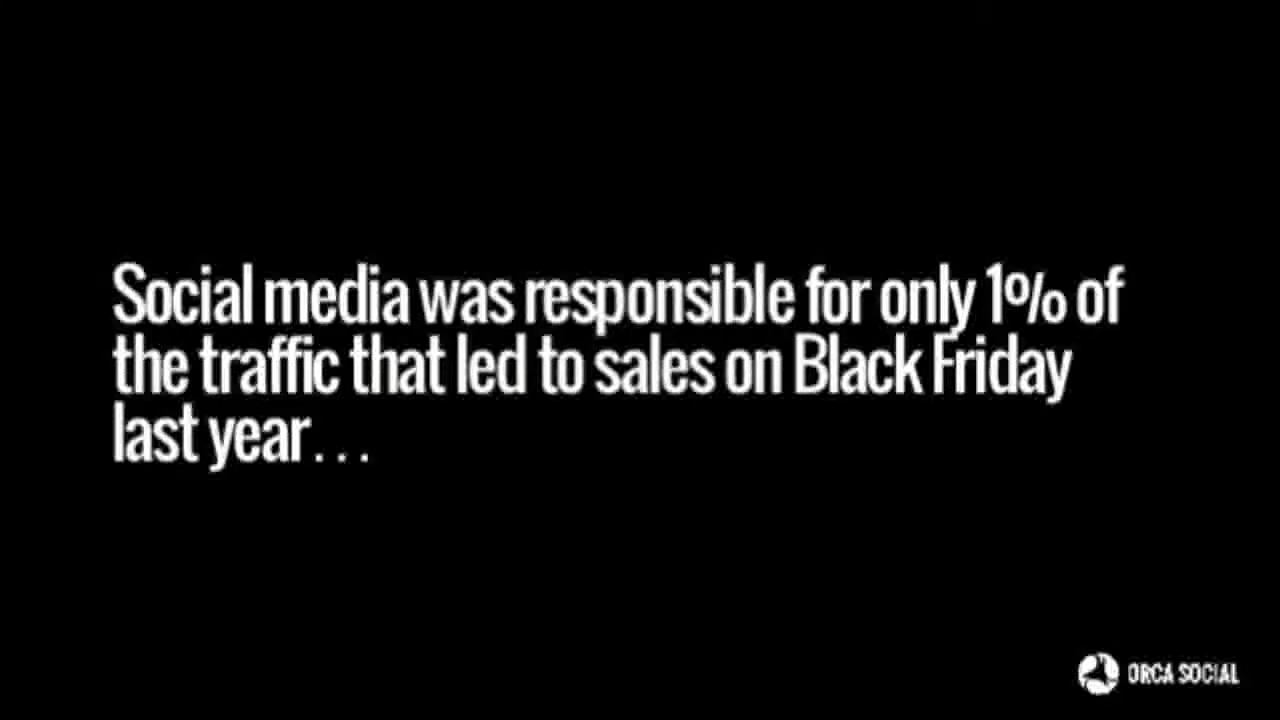 Social media was responsible for only 1% of
the traffic that led to sales on Black Friday
last year...
ORCA SOCIAL